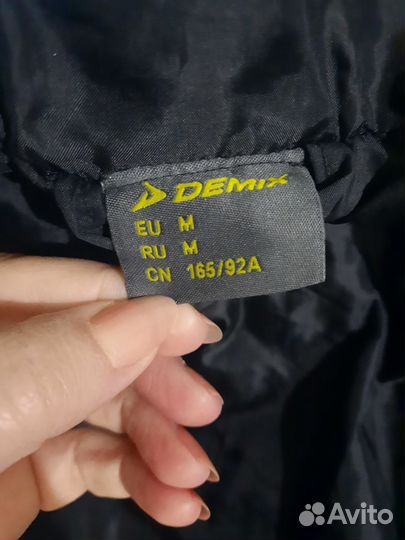 DEMIX
EU M
RU M
CN 165/92A
Avito